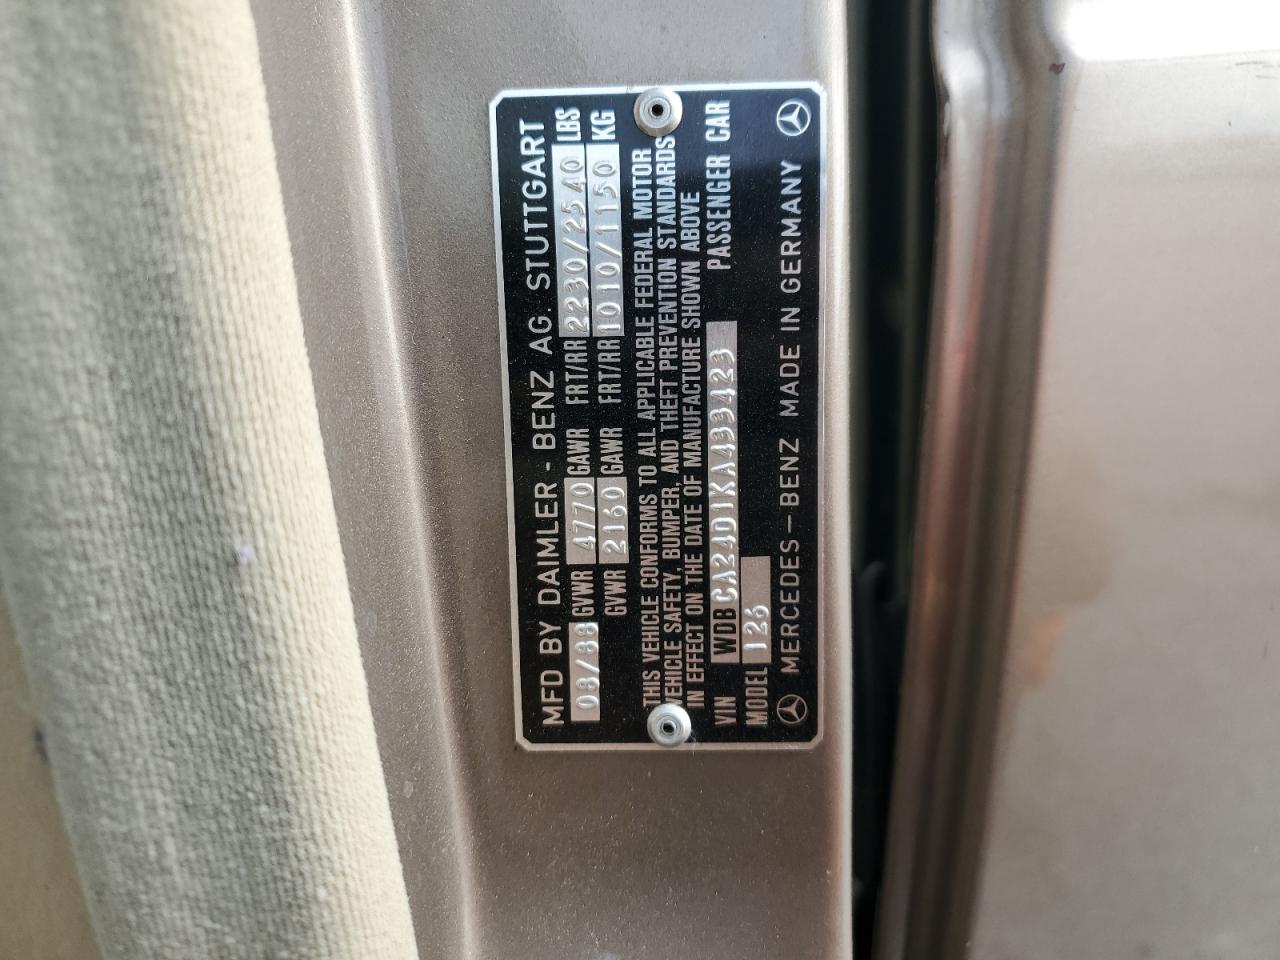 MFD BY DAIMLER - BENZ AG. STUTTGART
08/88 GVWR 4770 GAWR FRT/RR 2230/2540 LBS
GVWR 2160 GAWR FRT/RR 1010/1150 KG
THIS VEHICLE CONFORMS TO ALL APPLICABLE FEDERAL MOTOR
VEHICLE SAFETY, BUMPER, AND THEFT PREVENTION STANDARDS
IN EFFECT ON THE DATE OF MANUFACTURE SHOWN ABOVE
VIN WDB CA24D1KA433423 PASSENGER CAR
MODEL 126
MERCEDES-BENZ MADE IN GERMANY